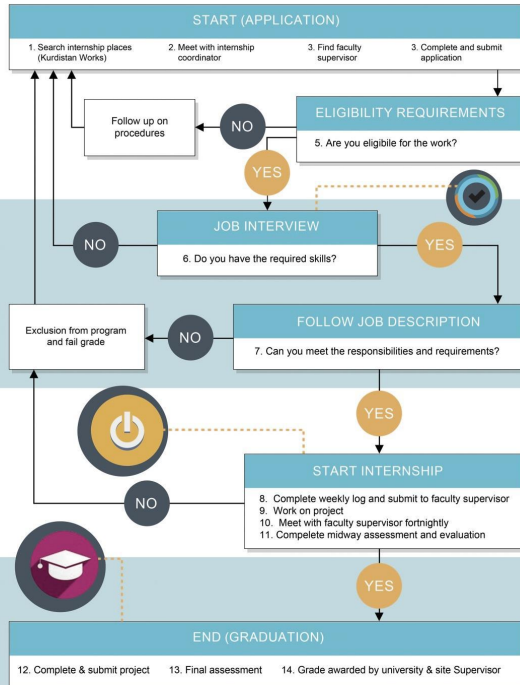 START (APPLICATION)
1. Search internship places
(Kurdistan Works)
2. Meet with internship
coordinator
3. Find faculty
supervisor
3. Complete and submit
application
ELIGIBILITY REQUIREMENTS
5. Are you eligibile for the work?
NO
Follow up on
procedures
YES
JOB INTERVIEW
6. Do you have the required skills?
NO
YES
FOLLOW JOB DESCRIPTION
7. Can you meet the responsibilities and requirements?
NO
Exclusion from program
and fail grade
YES
START INTERNSHIP
8. Complete weekly log and submit to faculty supervisor
9. Work on project
10. Meet with faculty supervisor fortnightly
11. Compelete midway assessment and evaluation
NO
YES
END (GRADUATION)
12. Complete & submit project
13. Final assessment
14. Grade awarded by university & site Supervisor